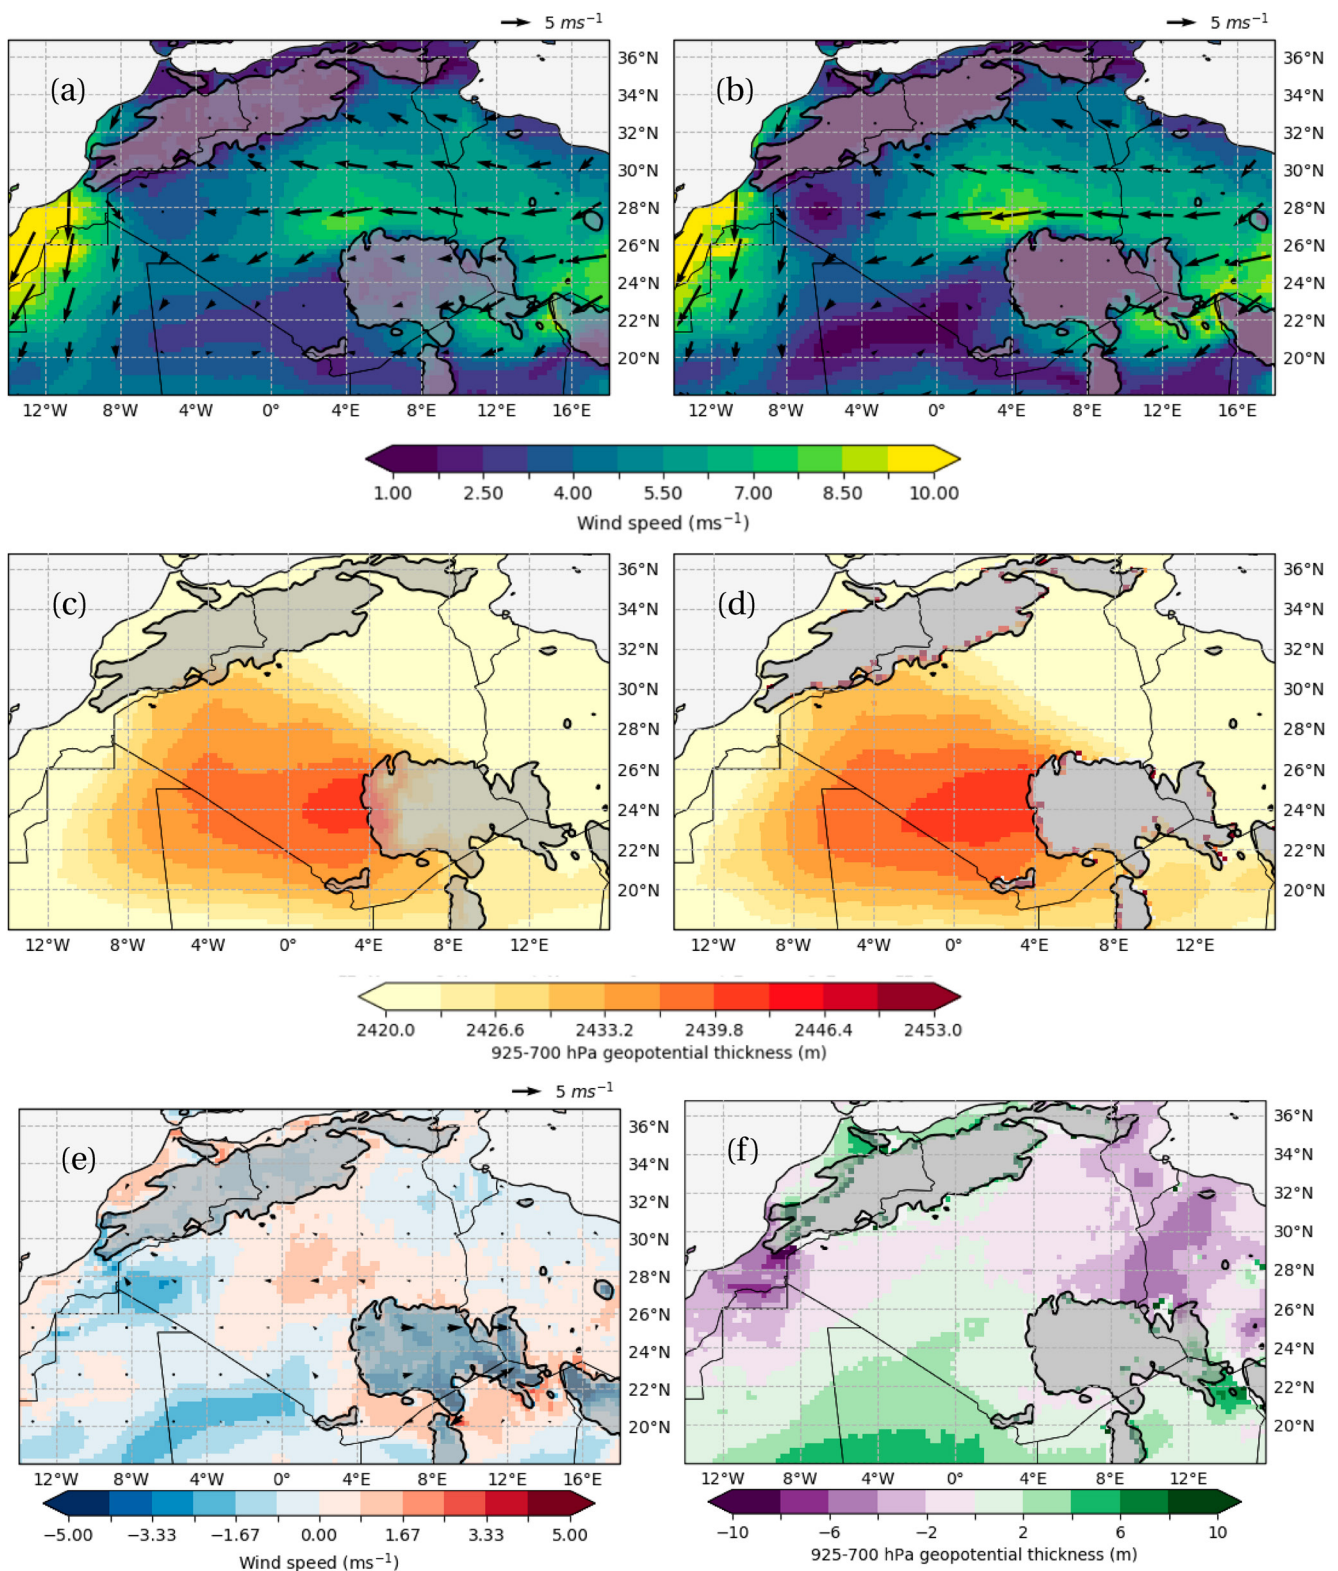 5 ms⁻¹ 5 ms⁻¹
(a) (b)
36°N 36°N
34°N 34°N
32°N 32°N
30°N 30°N
28°N 28°N
26°N 26°N
24°N 24°N
22°N 22°N
20°N 20°N
12°W 8°W 4°W 0° 4°E 8°E 12°E 16°E 12°W 8°W 4°W 0° 4°E 8°E 12°E 16°E
1.00 2.50 4.00 5.50 7.00 8.50 10.00
Wind speed (ms⁻¹)
(c) (d)
36°N 36°N
34°N 34°N
32°N 32°N
30°N 30°N
28°N 28°N
26°N 26°N
24°N 24°N
22°N 22°N
20°N 20°N
12°W 8°W 4°W 0° 4°E 8°E 12°E 12°W 8°W 4°W 0° 4°E 8°E 12°E
2420.0 2426.6 2433.2 2439.8 2446.4 2453.0
925-700 hPa geopotential thickness (m)
5 ms⁻¹
(e) (f)
36°N 36°N
34°N 34°N
32°N 32°N
30°N 30°N
28°N 28°N
26°N 26°N
24°N 24°N
22°N 22°N
20°N 20°N
12°W 8°W 4°W 0° 4°E 8°E 12°E 16°E 12°W 8°W 4°W 0° 4°E 8°E 12°E
−5.00 −3.33 −1.67 0.00 1.67 3.33 5.00 −10 −6 −2 2 6 10
Wind speed (ms⁻¹) 925-700 hPa geopotential thickness (m)